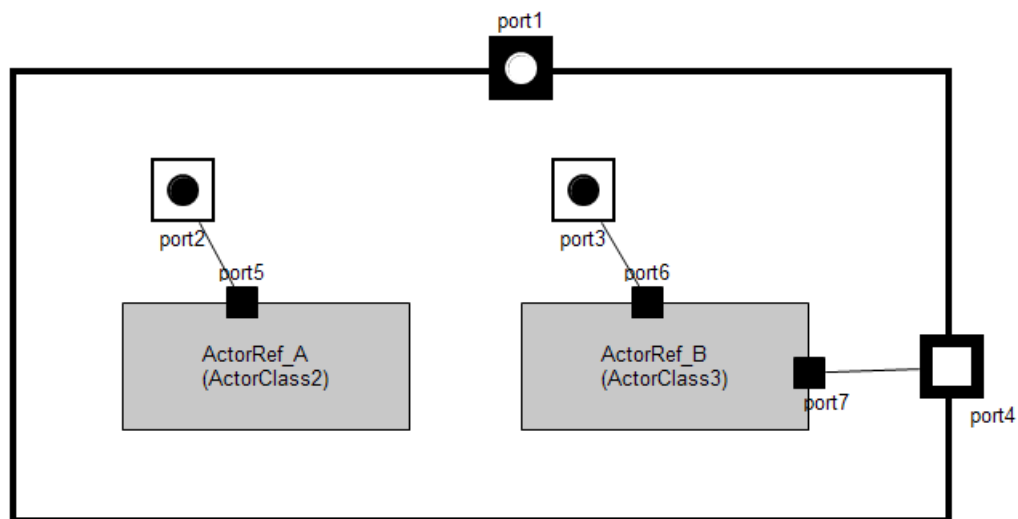 port1
port2
port3
port5
port6
ActorRef_A
(ActorClass2)
ActorRef_B
(ActorClass3)
port7
port4